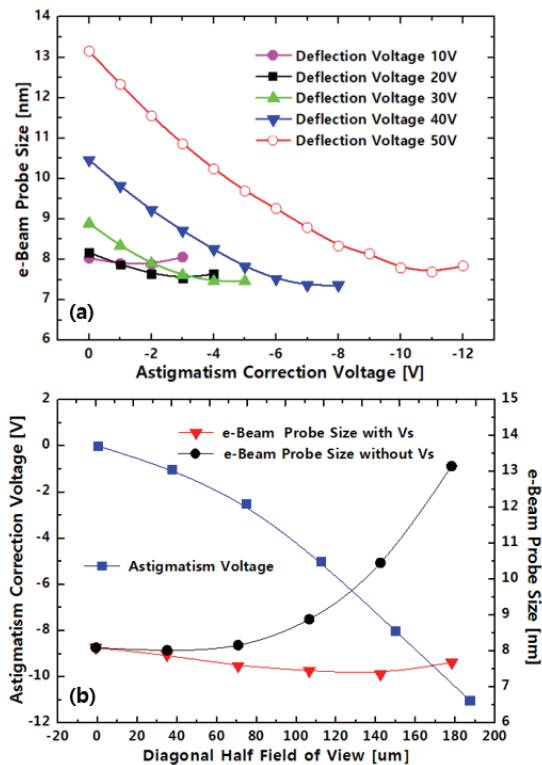 14
13
12
11
10
9
8
7
6
e-Beam Probe Size [nm]
Deflection Voltage 10V
Deflection Voltage 20V
Deflection Voltage 30V
Deflection Voltage 40V
Deflection Voltage 50V
(a)
0 -2 -4 -6 -8 -10 -12
Astigmatism Correction Voltage [V]
2
0
-2
-4
-6
-8
-10
-12
Astigmatism Correction Voltage [V]
e-Beam Probe Size with Vs
e-Beam Probe Size without Vs
Astigmatism Voltage
(b)
15
14
13
12
11
10
9
8
7
6
e-Beam Probe Size [nm]
-20 0 20 40 60 80 100 120 140 160 180 200
Diagonal Half Field of View [um]